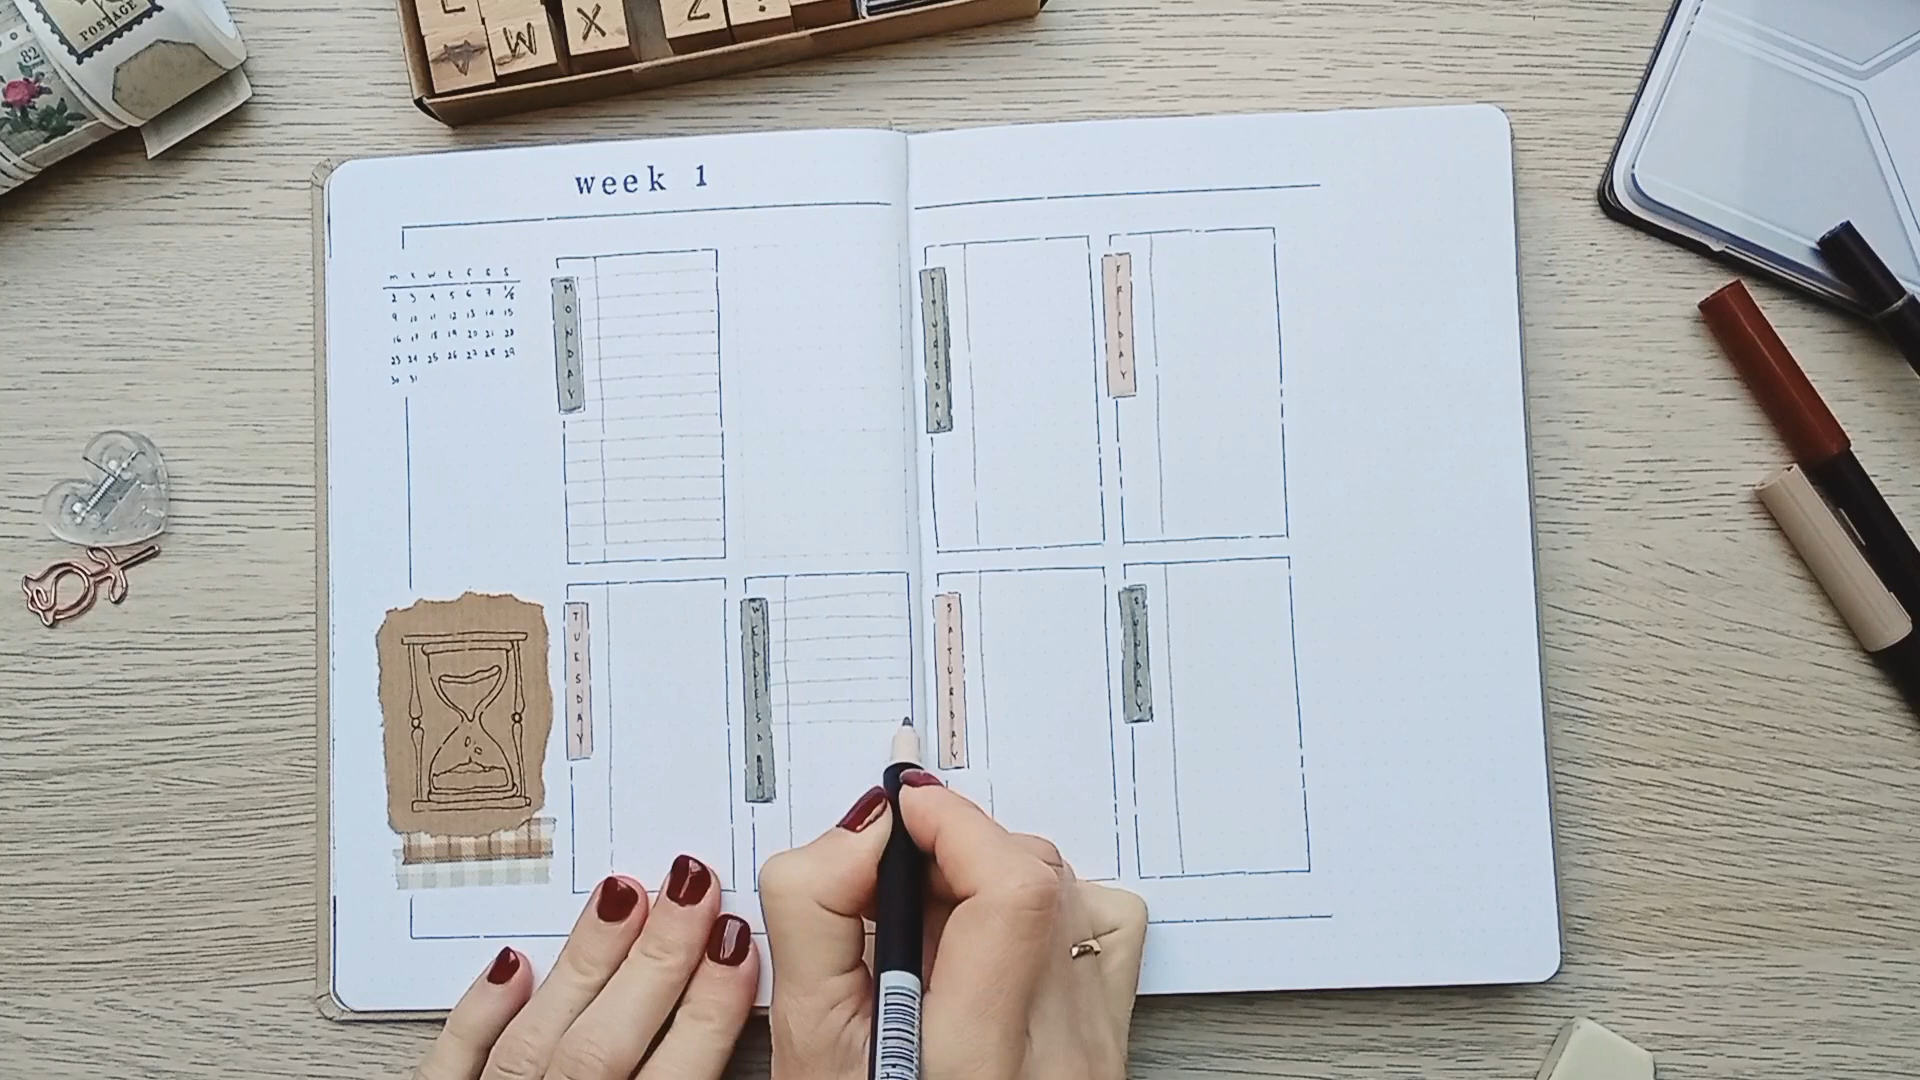 POSTAGE
82
W X Z
week 1
m t w t f s s
2 3 4 5 6 7 1/8
9 10 11 12 13 14 15
16 17 18 19 20 21
23 24 25 26 27 28 29
30 31
MONDAY
THURSDAY
FRIDAY
TUESDAY
WEDNESDAY
SATURDAY
SUNDAY